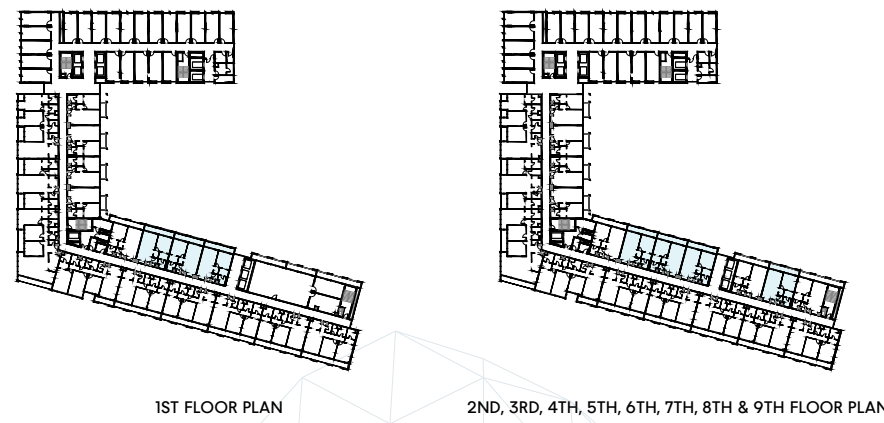 1ST FLOOR PLAN
2ND, 3RD, 4TH, 5TH, 6TH, 7TH, 8TH & 9TH FLOOR PLAN